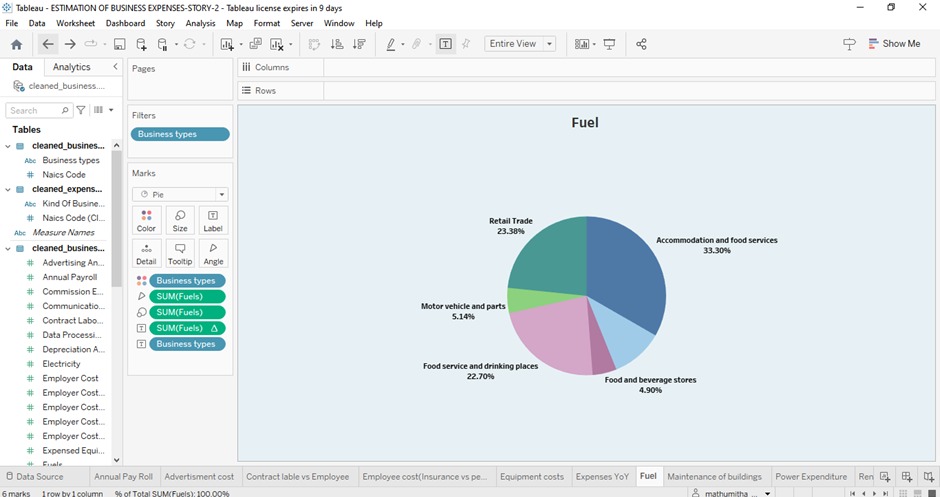 Tableau - ESTIMATION OF BUSINESS EXPENSES-STORY-2 - Tableau license expires in 9 days
File Data Worksheet Dashboard Story Analysis Map Format Server Window Help
Entire View
Show Me
Data Analytics
cleaned_business....
Search
Tables
cleaned_busines...
Abc Business types
# Naics Code
cleaned_expens...
Abc Kind Of Busine...
# Naics Code (Cl...
Abc Measure Names
cleaned_busines...
# Advertising An...
# Annual Payroll
# Commission E...
# Communicatio...
# Contract Labo...
# Data Processi...
# Depreciation A...
# Electricity
# Employer Cost
# Employer Cost...
# Employer Cost...
# Employer Cost...
# Employer Cost...
# Expensed Equi...
# Fuels
Pages
Filters
Business types
Marks
Pie
Color Size Label
Detail Tooltip Angle
Business types
SUM(Fuels)
SUM(Fuels)
SUM(Fuels) Δ
Business types
Columns
Rows
Fuel
Retail Trade
23.38%
Accommodation and food services
33.30%
Motor vehicle and parts
5.14%
Food service and drinking places
22.70%
Food and beverage stores
4.90%
Data Source Annual Pay Roll Advertisment cost Contract lable vs Employee Employee cost(Insurance vs pe... Equipment costs Expenses YoY Fuel Maintenance of buildings Power Expenditure Ren
6 marks 1 row by 1 column % of Total SUM(Fuels): 100.00% mathumitha ...